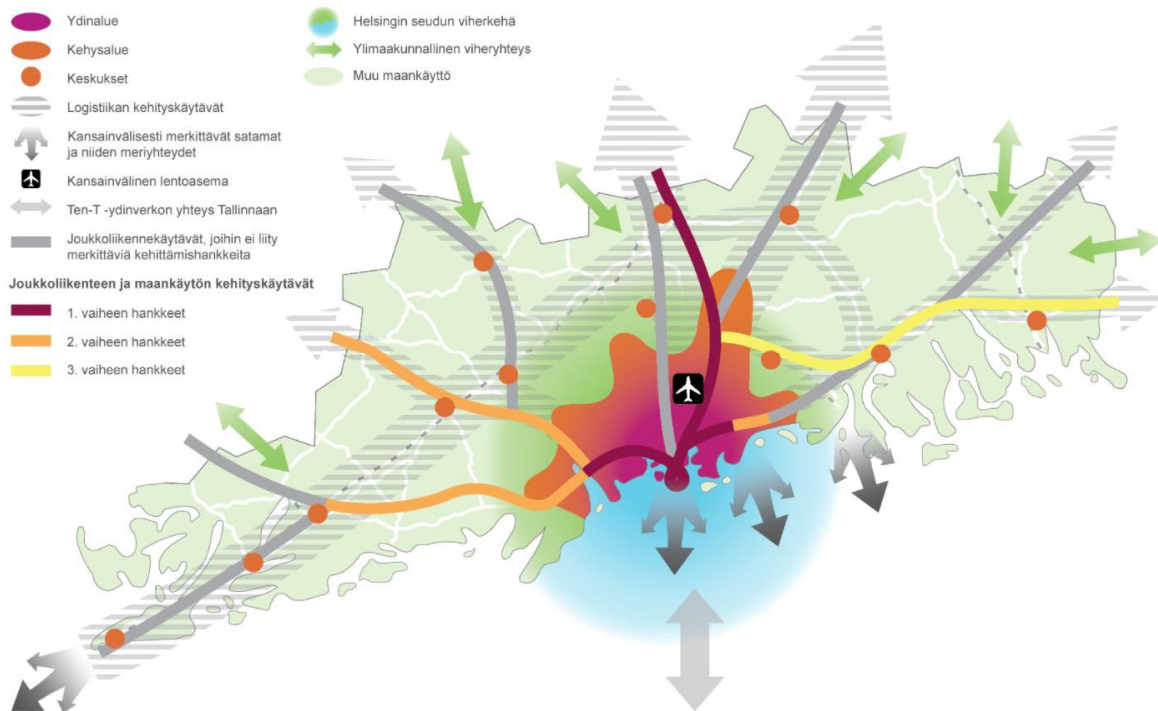 Ydinalue
Kehysalue
Keskukset
Logistiikan kehityskäytävät
Kansainvälisesti merkittävät satamat
ja niiden meriyhteydet
Kansainvälinen lentoasema
Ten-T -ydinverkon yhteys Tallinnaan
Joukkoliikennekäytävät, joihin ei liity
merkittäviä kehittämishankkeita
Joukkoliikenteen ja maankäytön kehityskäytävät
1. vaiheen hankkeet
2. vaiheen hankkeet
3. vaiheen hankkeet
Helsingin seudun viherkehä
Ylimaakunnallinen viheryhteys
Muu maankäyttö